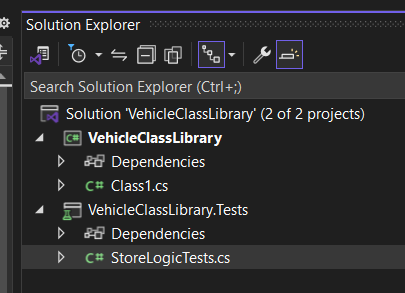 Solution Explorer
Search Solution Explorer (Ctrl+;)
Solution 'VehicleClassLibrary' (2 of 2 projects)
C# VehicleClassLibrary
Dependencies
C# Class1.cs
VehicleClassLibrary.Tests
Dependencies
C# StoreLogicTests.cs